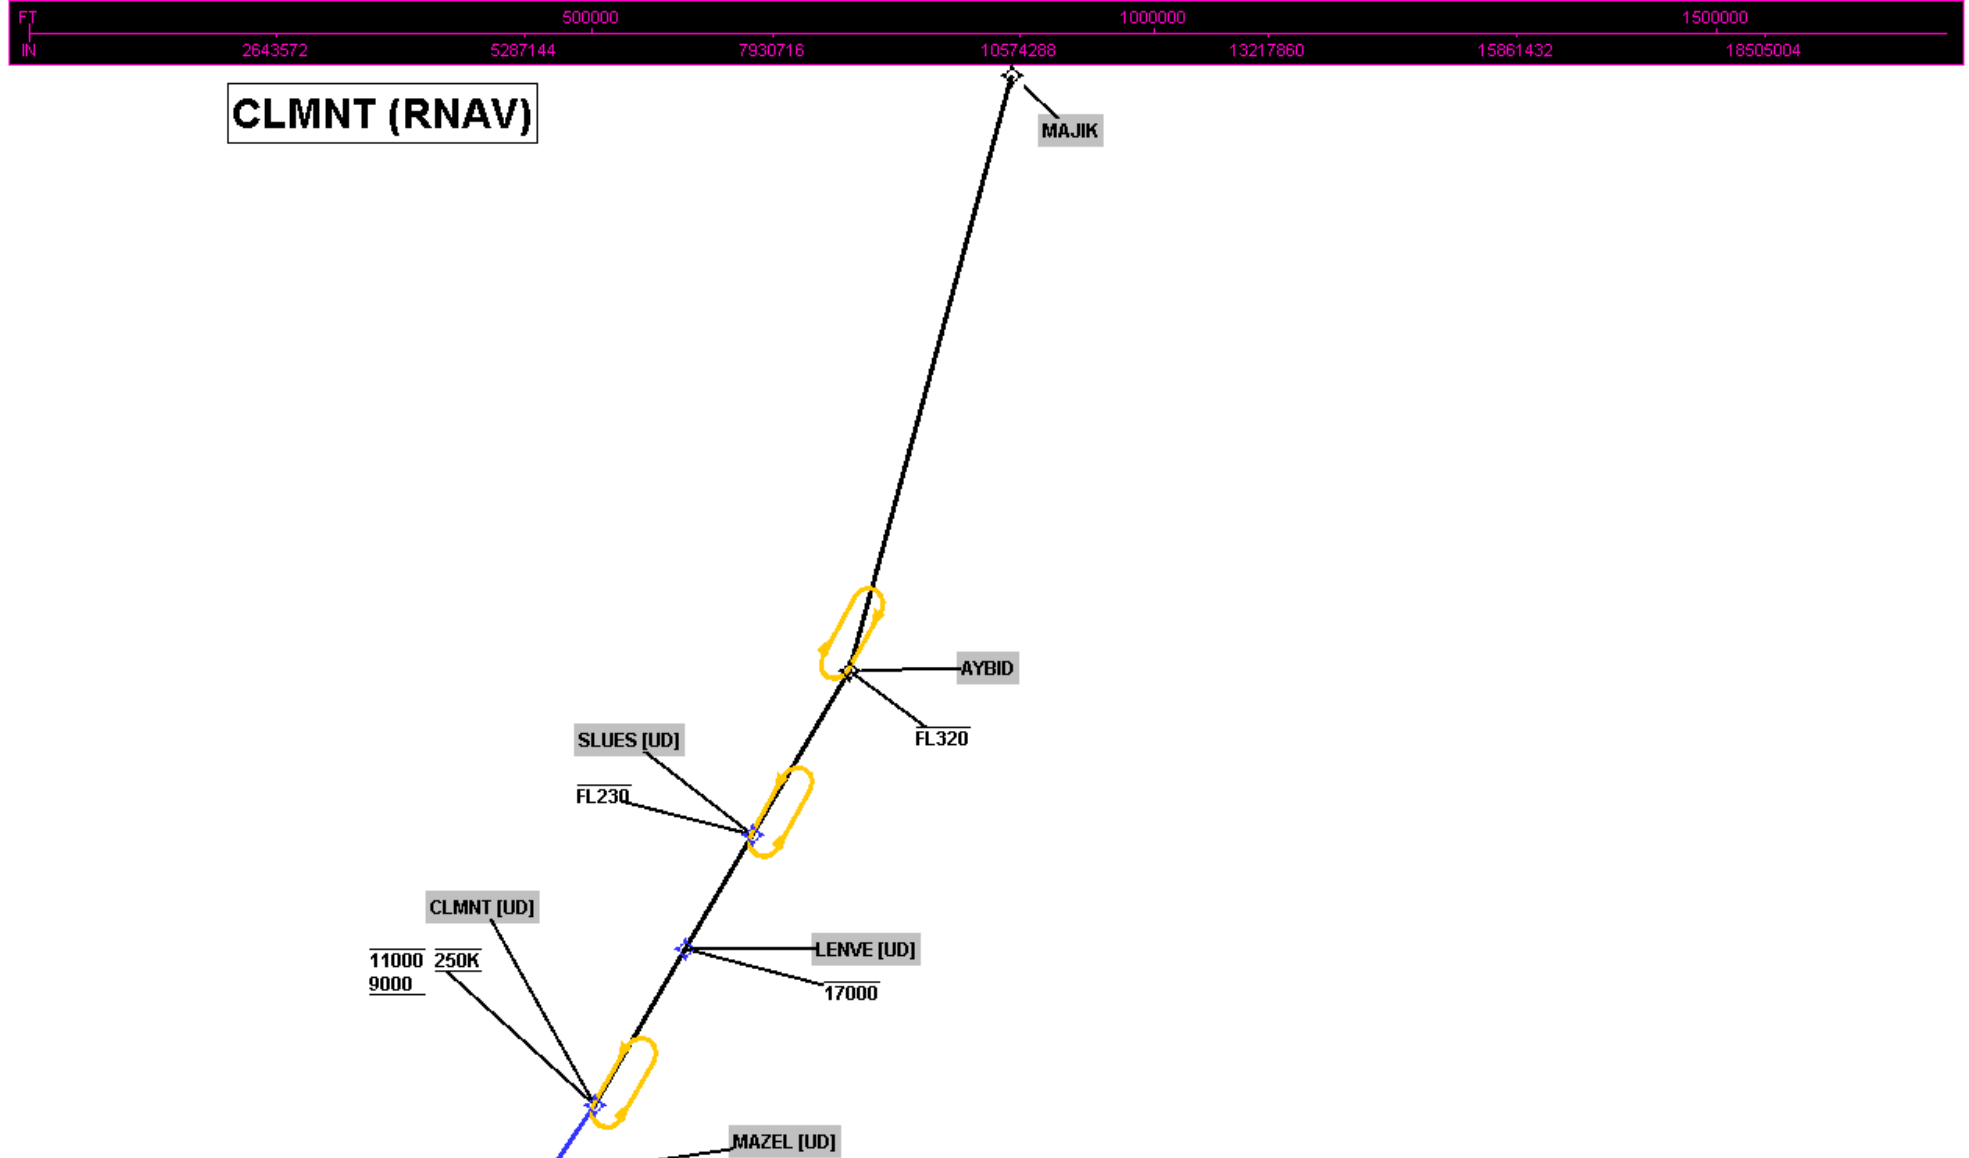 FT 500000 1000000 1500000
IN 2643572 5287144 7930716 10574288 13217860 15861432 18505004
CLMNT (RNAV)
MAJIK
AYBID
FL320
SLUES [UD]
FL230
CLMNT [UD]
11000 250K
9000
LENVE [UD]
17000
MAZEL [UD]